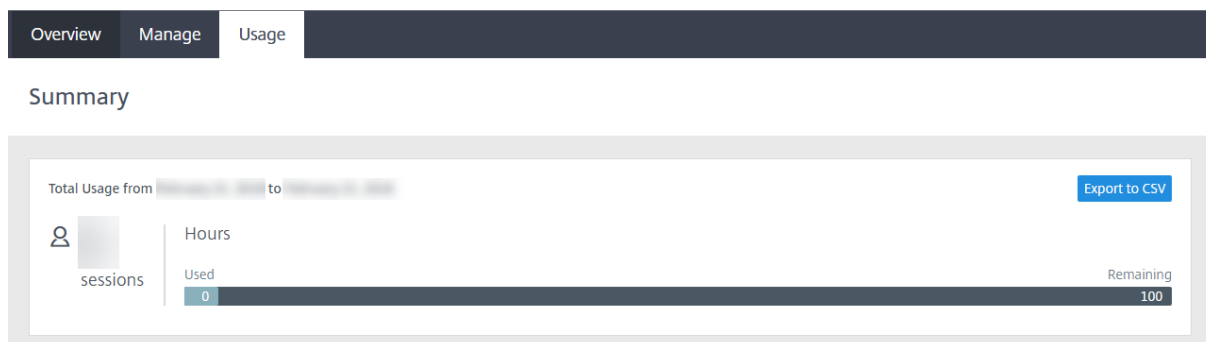 Overview Manage Usage
Summary
Total Usage from to
Export to CSV
Hours
sessions
Used Remaining
0 100